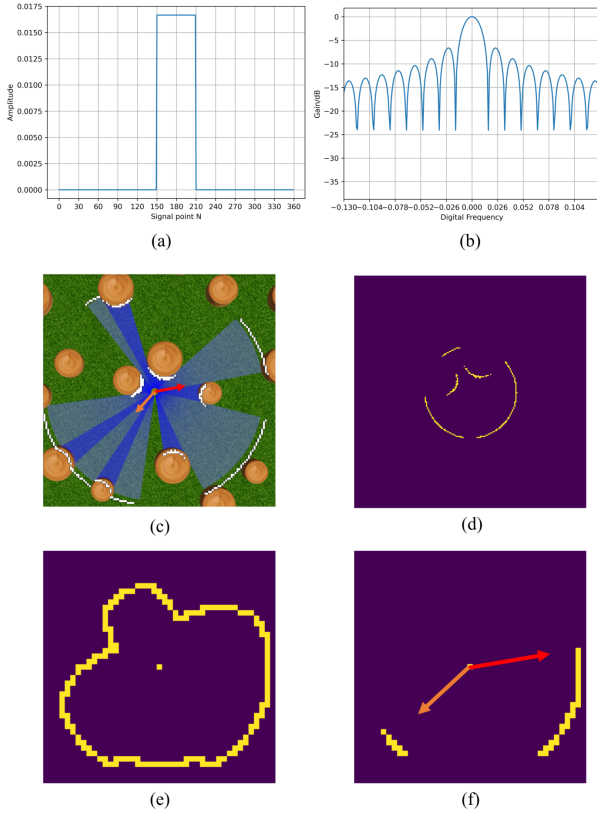 0.0175
0.0150
0.0125
0.0100
0.0075
0.0050
0.0025
0.0000
Amplitude
0 30 60 90 120 150 180 210 240 270 300 330 360
Signal point N
(a)
0
−5
−10
−15
−20
−25
−30
−35
Gain/dB
−0.130−0.104−0.078−0.052−0.026 0.000 0.026 0.052 0.078 0.104
Digital Frequency
(b)
(c)
(d)
(e)
(f)